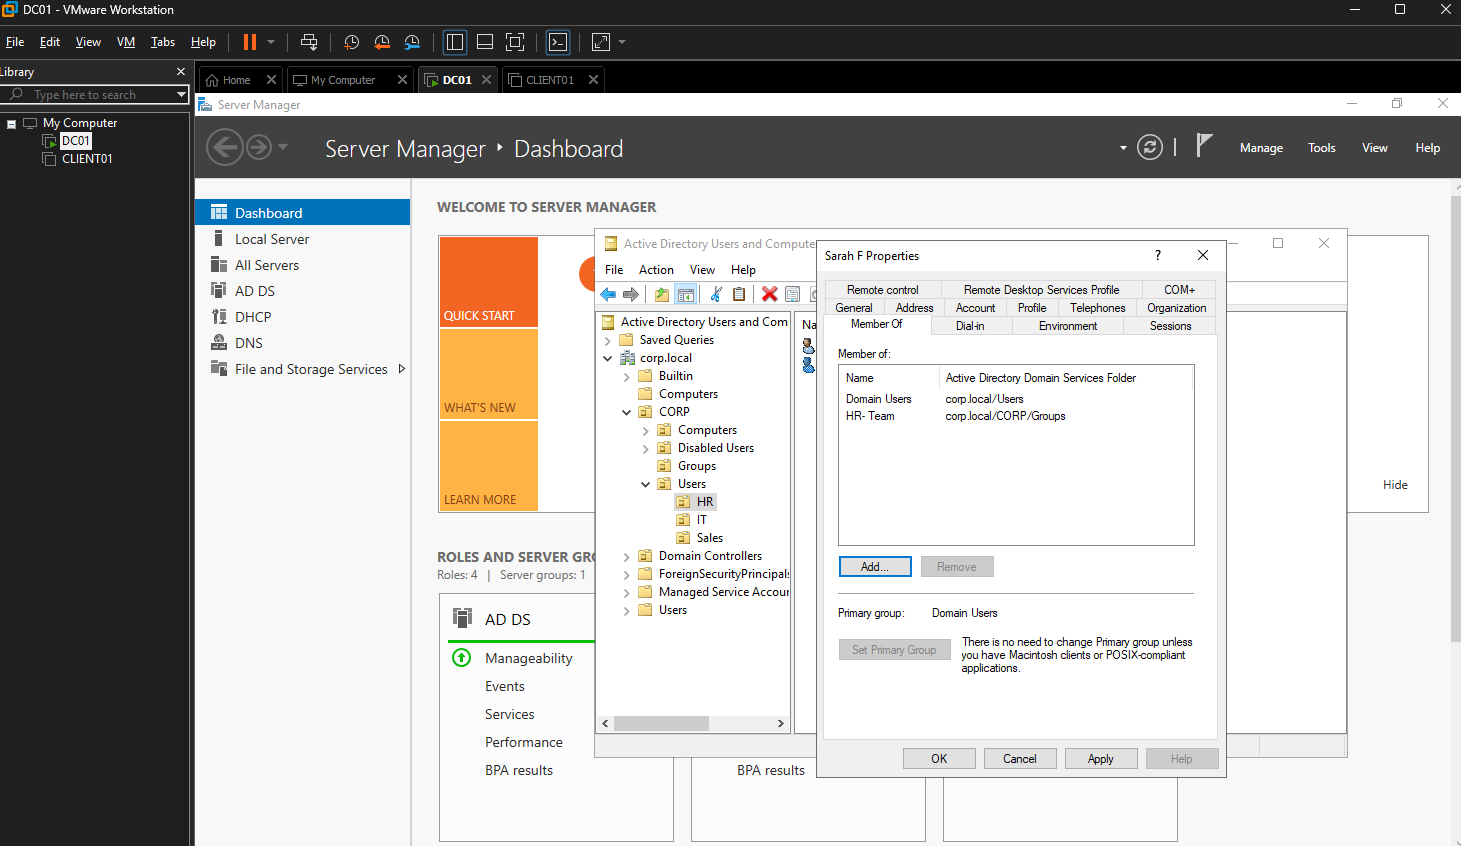 DC01 - VMware Workstation
File Edit View VM Tabs Help
Library
Type here to search
My Computer
DC01
CLIENT01
Home
My Computer
DC01
CLIENT01
Server Manager
Server Manager • Dashboard
Manage Tools View Help
Dashboard
Local Server
All Servers
AD DS
DHCP
DNS
File and Storage Services
WELCOME TO SERVER MANAGER
QUICK START
WHAT'S NEW
LEARN MORE
Hide
ROLES AND SERVER GRO
Roles: 4 | Server groups: 1
AD DS
Manageability
Events
Services
Performance
BPA results
BPA results
Active Directory Users and Compute
File Action View Help
Active Directory Users and Com
Saved Queries
corp.local
Builtin
Computers
CORP
Computers
Disabled Users
Groups
Users
HR
IT
Sales
Domain Controllers
ForeignSecurityPrincipals
Managed Service Accour
Users
Na
Sarah F Properties
?
Remote control Remote Desktop Services Profile COM+
General Address Account Profile Telephones Organization
Member Of Dial-in Environment Sessions
Member of:
Name Active Directory Domain Services Folder
Domain Users corp.local/Users
HR- Team corp.local/CORP/Groups
Add... Remove
Primary group: Domain Users
Set Primary Group
There is no need to change Primary group unless
you have Macintosh clients or POSIX-compliant
applications.
OK Cancel Apply Help